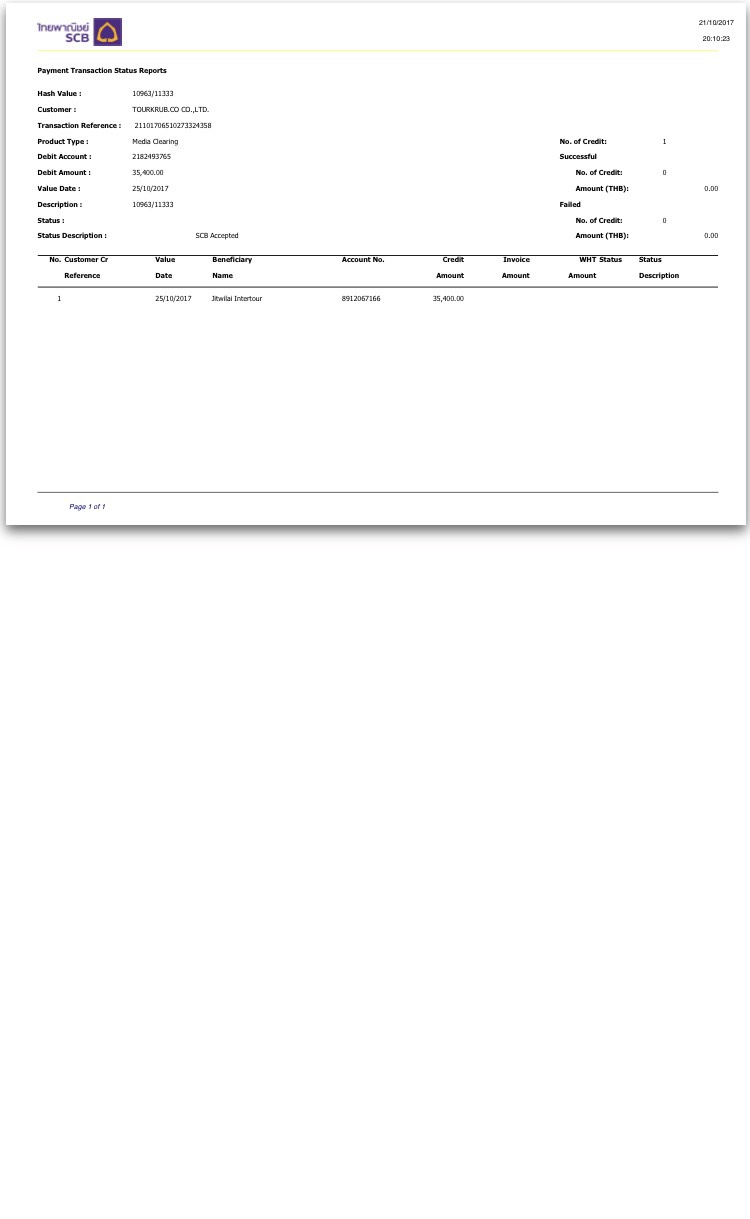 ไทยพาณิชย์
SCB
21/10/2017
20:10:23
Payment Transaction Status Reports
Hash Value : 10963/11333
Customer : TOURKRUB.CO CO.,LTD.
Transaction Reference : 21101706510273324358
Product Type : Media Clearing No. of Credit: 1
Debit Account : 2182493765 Successful
Debit Amount : 35,400.00 No. of Credit: 0
Value Date : 25/10/2017 Amount (THB): 0.00
Description : 10963/11333 Failed
Status : No. of Credit: 0
Status Description : SCB Accepted Amount (THB): 0.00
No. Customer Cr Value Beneficiary Account No. Credit Invoice WHT Status Status
Reference Date Name Amount Amount Amount Description
1 25/10/2017 Jitwilai Intertour 8912067166 35,400.00
Page 1 of 1